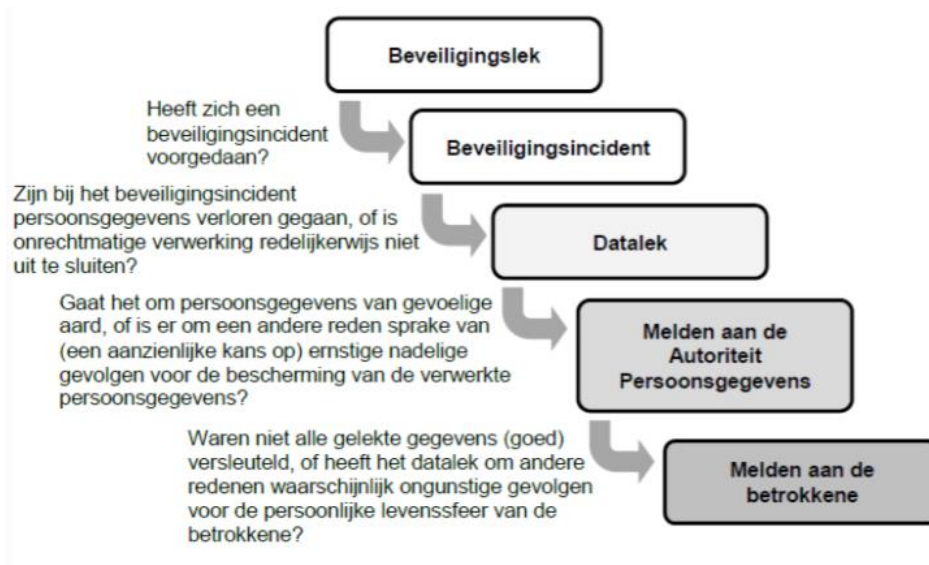 Beveiligingslek
Heeft zich een
beveiligingsincident
voorgedaan?
Beveiligingsincident
Zijn bij het beveiligingsincident
persoonsgegevens verloren gegaan, of is
onrechtmatige verwerking redelijkerwijs niet
uit te sluiten?
Datalek
Gaat het om persoonsgegevens van gevoelige
aard, of is er om een andere reden sprake van
(een aanzienlijke kans op) ernstige nadelige
gevolgen voor de bescherming van de verwerkte
persoonsgegevens?
Melden aan de
Autoriteit
Persoonsgegevens
Waren niet alle gelekte gegevens (goed)
versleuteld, of heeft het datalek om andere
redenen waarschijnlijk ongunstige gevolgen
voor de persoonlijke levenssfeer van de
betrokkene?
Melden aan de
betrokkene